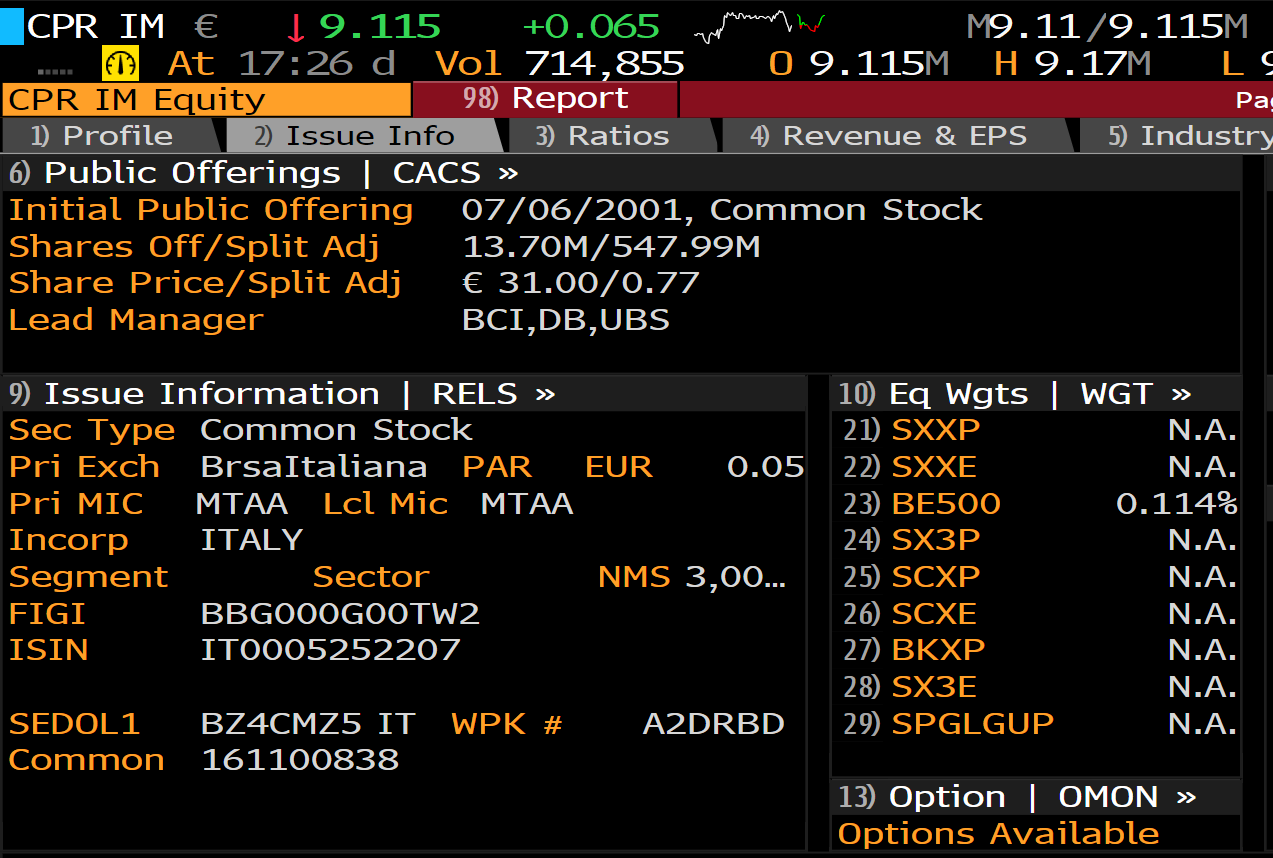 CPR IM € ↓ 9.115 +0.065 M9.11/9.115M
At 17:26 d Vol 714,855 O 9.115M H 9.17M L
CPR IM Equity 98) Report
1) Profile 2) Issue Info 3) Ratios 4) Revenue & EPS 5) Industry
6) Public Offerings | CACS »
Initial Public Offering 07/06/2001, Common Stock
Shares Off/Split Adj 13.70M/547.99M
Share Price/Split Adj € 31.00/0.77
Lead Manager BCI,DB,UBS
9) Issue Information | RELS »
Sec Type Common Stock
Pri Exch BrsaItaliana PAR EUR 0.05
Pri MIC MTAA Lcl Mic MTAA
Incorp ITALY
Segment Sector NMS 3,00…
FIGI BBG000G00TW2
ISIN IT0005252207
SEDOL1 BZ4CMZ5 IT WPK # A2DRBD
Common 161100838
10) Eq Wgts | WGT »
21) SXXP N.A.
22) SXXE N.A.
23) BE500 0.114%
24) SX3P N.A.
25) SCXP N.A.
26) SCXE N.A.
27) BKXP N.A.
28) SX3E N.A.
29) SPGLGUP N.A.
13) Option | OMON »
Options Available